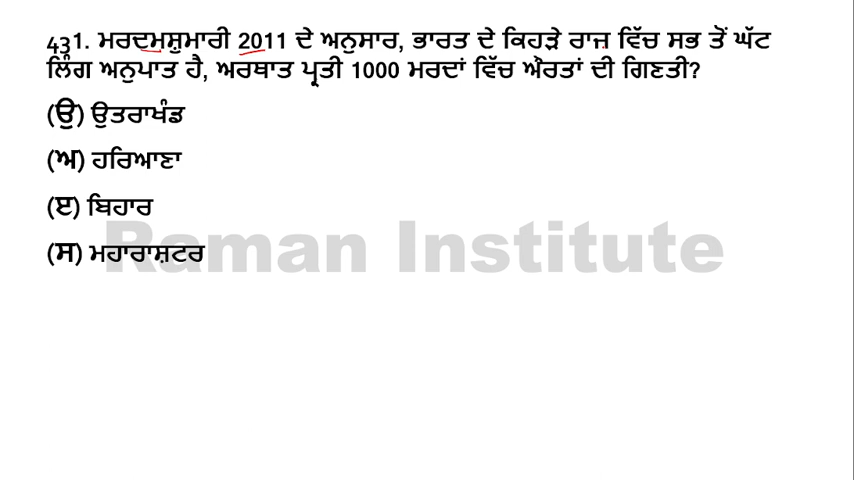 431. ਮਰਦਮਸ਼ੁਮਾਰੀ 2011 ਦੇ ਅਨੁਸਾਰ, ਭਾਰਤ ਦੇ ਕਿਹੜੇ ਰਾਜ ਵਿੱਚ ਸਭ ਤੋਂ ਘੱਟ
ਲਿੰਗ ਅਨੁਪਾਤ ਹੈ, ਅਰਥਾਤ ਪ੍ਰਤੀ 1000 ਮਰਦਾਂ ਵਿੱਚ ਔਰਤਾਂ ਦੀ ਗਿਣਤੀ?
(ਉ) ਉਤਰਾਖੰਡ
(ਅ) ਹਰਿਆਣਾ
(ੲ) ਬਿਹਾਰ
(ਸ) ਮਹਾਰਾਸ਼ਟਰ
Raman Institute